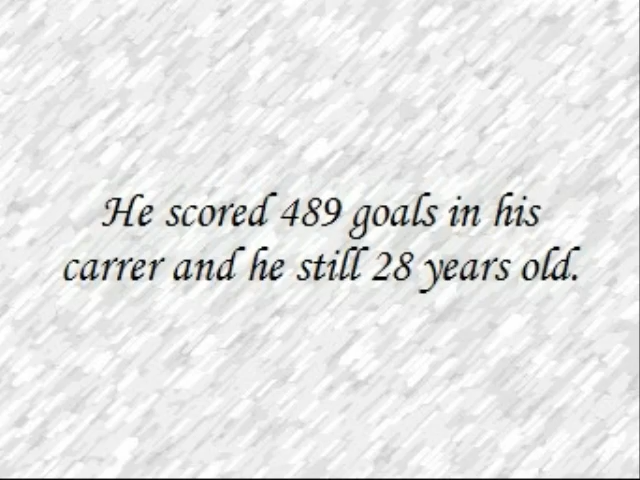 He scored 489 goals in his
carrer and he still 28 years old.